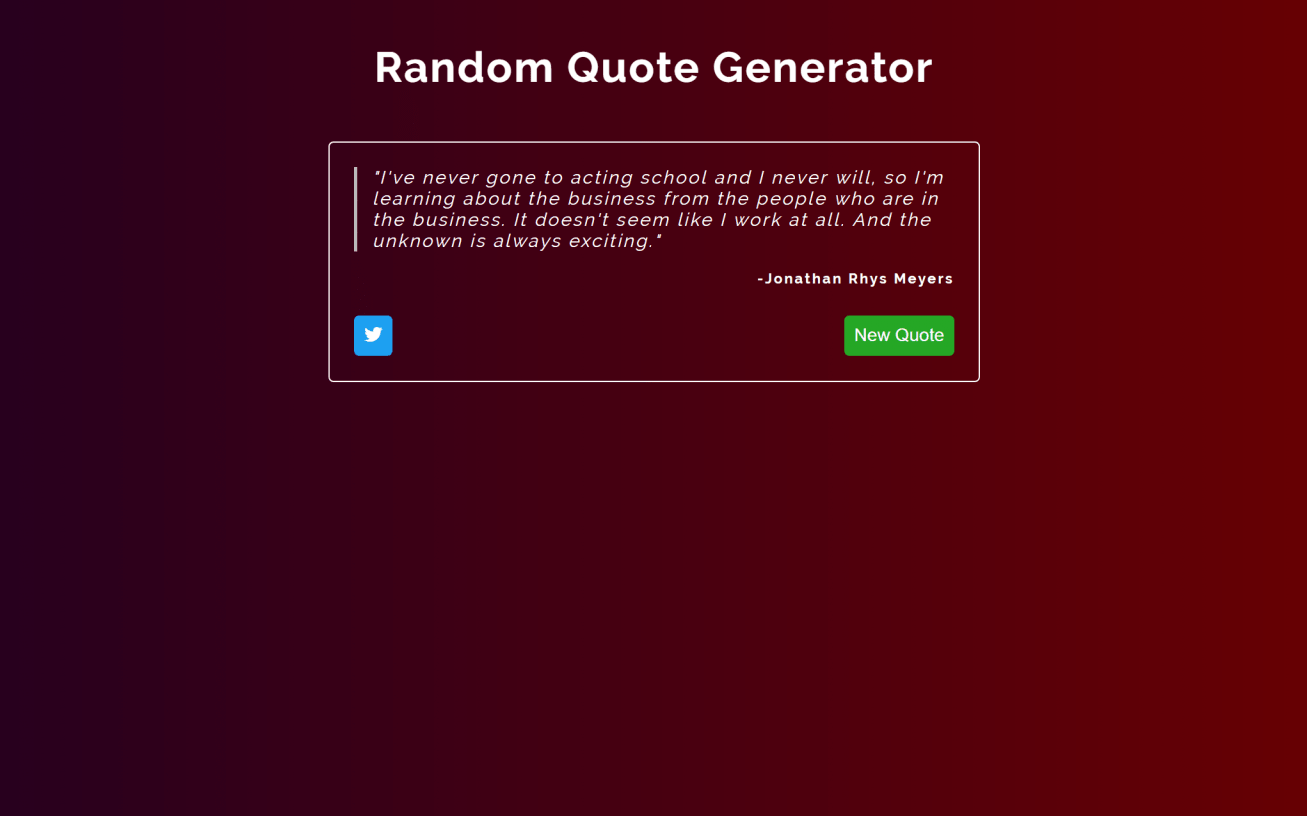 Random Quote Generator
"I've never gone to acting school and I never will, so I'm
learning about the business from the people who are in
the business. It doesn't seem like I work at all. And the
unknown is always exciting."
-Jonathan Rhys Meyers
New Quote